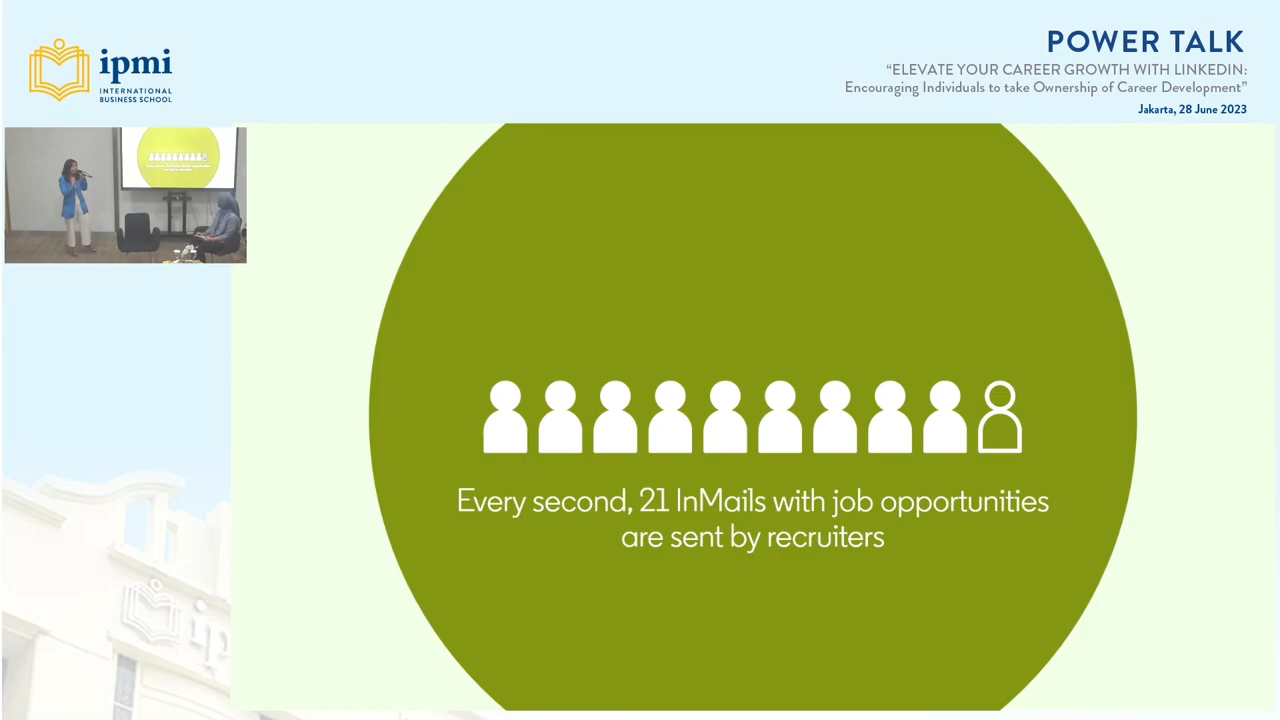 ipmi
INTERNATIONAL
BUSINESS SCHOOL
POWER TALK
“ELEVATE YOUR CAREER GROWTH WITH LINKEDIN:
Encouraging Individuals to take Ownership of Career Development”
Jakarta, 28 June 2023
Every second, 21 InMails with job opportunities
are sent by recruiters
ip